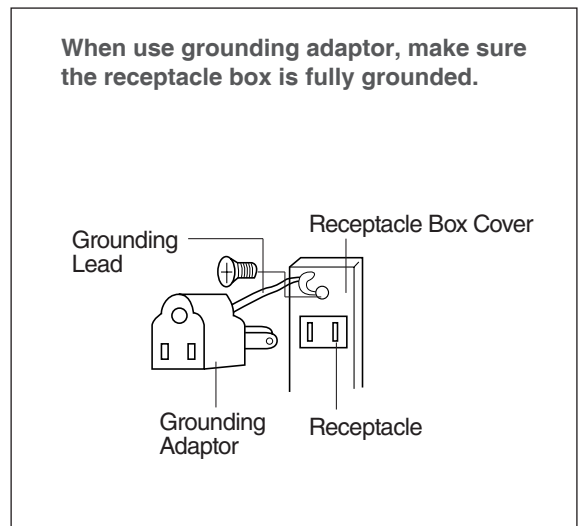 When use grounding adaptor, make sure
the receptacle box is fully grounded.
Receptacle Box Cover
Grounding
Lead
Grounding
Adaptor
Receptacle